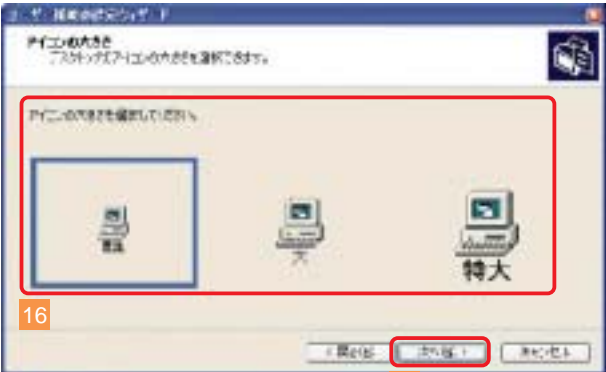 アイコンの大きさ
デスクトップとアイコンの大きさを選択できます。
アイコンの大きさを選択してください。
普通
大
特大
16
< 戻る(B)
次へ(N) >
キャンセル